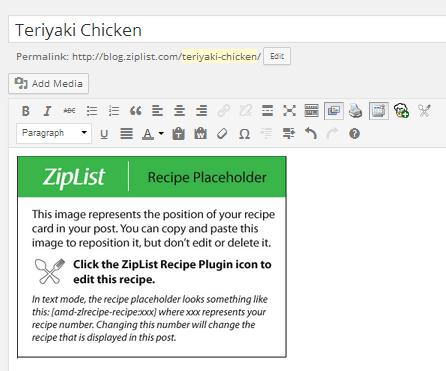 Teriyaki Chicken
Permalink: http://blog.ziplist.com/teriyaki-chicken/ Edit
Add Media
B I ABC
Paragraph U A T W Ω ?
ZipList Recipe Placeholder
This image represents the position of your recipe
card in your post. You can copy and paste this
image to reposition it, but don't edit or delete it.
Click the ZipList Recipe Plugin icon to
edit this recipe.
In text mode, the recipe placeholder looks something like
this: [amd-zlrecipe-recipe:xxx] where xxx represents your
recipe number. Changing this number will change the
recipe that is displayed in this post.